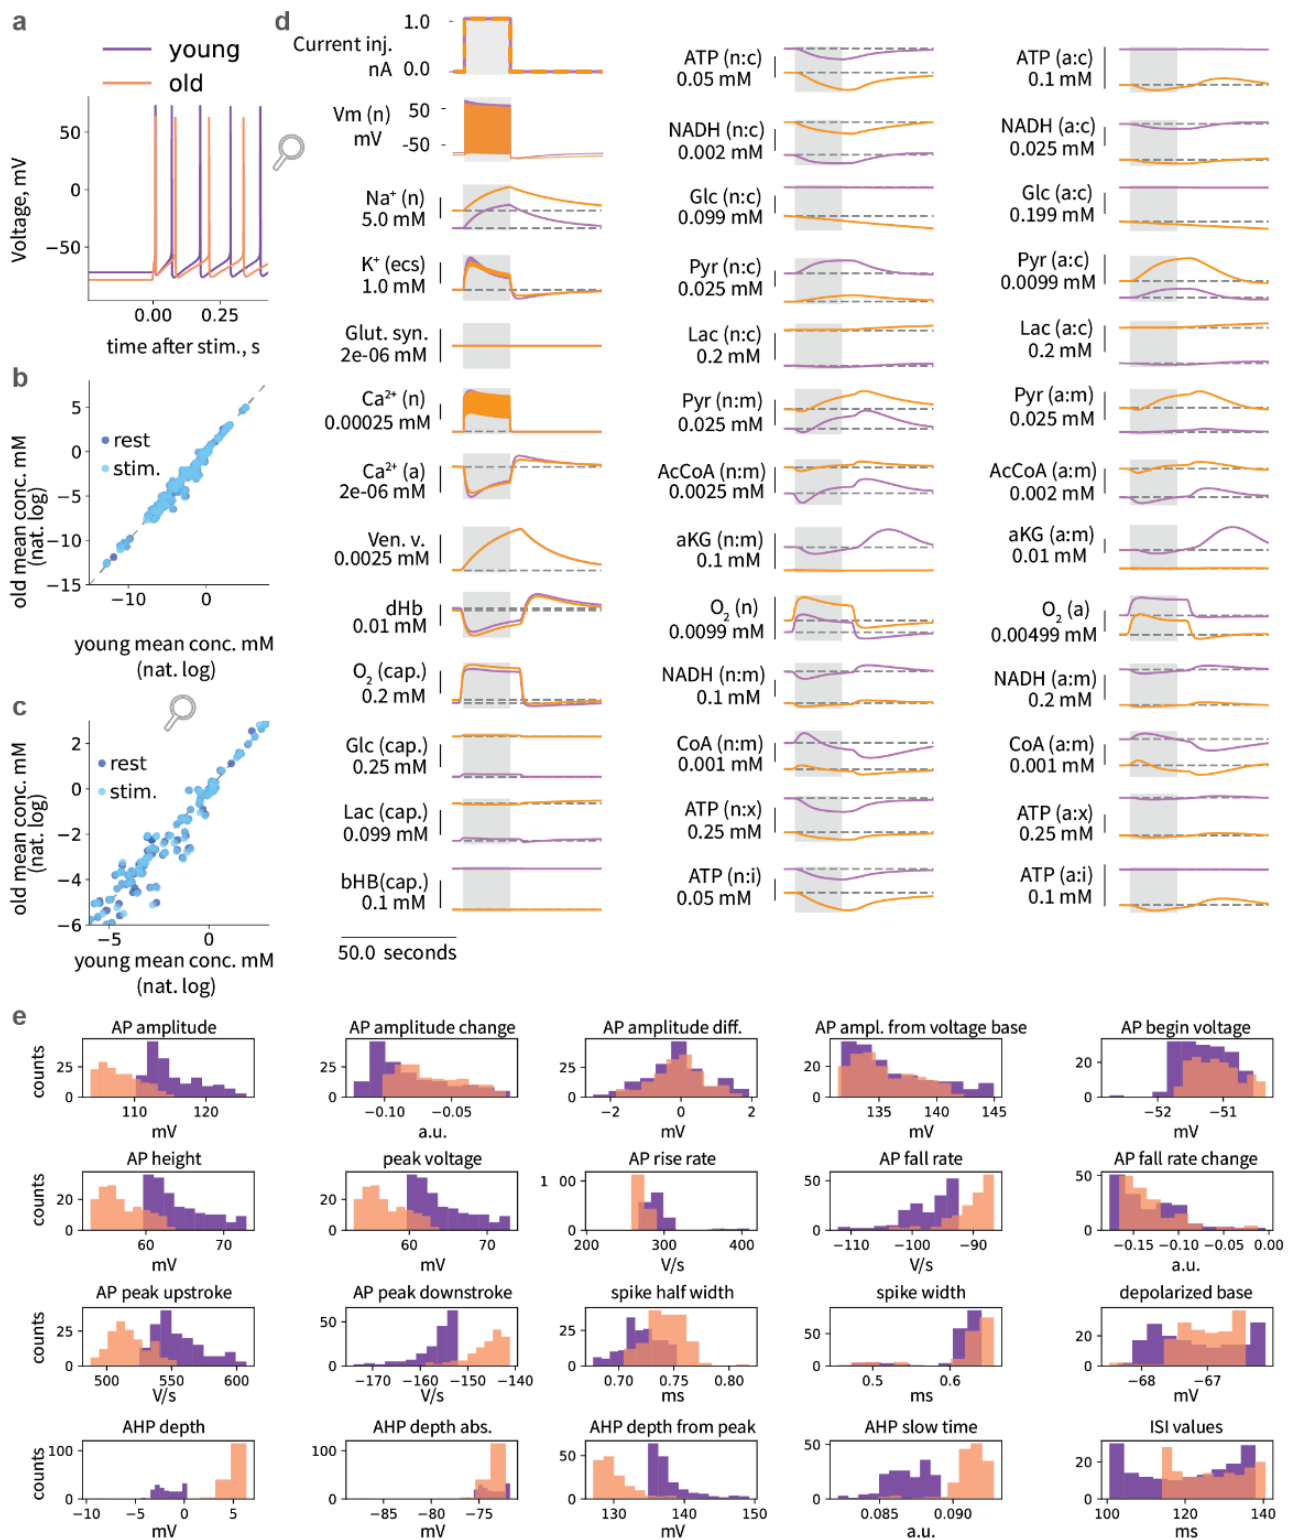 a
young
old
50
0
−50
Voltage, mV
0.00 0.25
time after stim., s
b
5
0
−5
−10
−15
rest
stim.
old mean conc. mM
(nat. log)
−10 0
young mean conc. mM
(nat. log)
c
2
0
−2
−4
−6
rest
stim.
old mean conc. mM
(nat. log)
−5 0
young mean conc. mM
(nat. log)
d
Current inj.
nA
1.0
0.0
Vm (n)
mV
50
-50
Na⁺ (n)
5.0 mM
K⁺ (ecs)
1.0 mM
Glut. syn.
2e-06 mM
Ca²⁺ (n)
0.00025 mM
Ca²⁺ (a)
2e-06 mM
Ven. v.
0.0025 mM
dHb
0.01 mM
O₂ (cap.)
0.2 mM
Glc (cap.)
0.25 mM
Lac (cap.)
0.099 mM
bHB(cap.)
0.1 mM
50.0 seconds
ATP (n:c)
0.05 mM
NADH (n:c)
0.002 mM
Glc (n:c)
0.099 mM
Pyr (n:c)
0.025 mM
Lac (n:c)
0.2 mM
Pyr (n:m)
0.025 mM
AcCoA (n:m)
0.0025 mM
aKG (n:m)
0.1 mM
O₂ (n)
0.0099 mM
NADH (n:m)
0.1 mM
CoA (n:m)
0.001 mM
ATP (n:x)
0.25 mM
ATP (n:i)
0.05 mM
ATP (a:c)
0.1 mM
NADH (a:c)
0.025 mM
Glc (a:c)
0.199 mM
Pyr (a:c)
0.0099 mM
Lac (a:c)
0.2 mM
Pyr (a:m)
0.025 mM
AcCoA (a:m)
0.002 mM
aKG (a:m)
0.01 mM
O₂ (a)
0.00499 mM
NADH (a:m)
0.2 mM
CoA (a:m)
0.001 mM
ATP (a:x)
0.25 mM
ATP (a:i)
0.1 mM
e
AP amplitude
counts
25
0
110 120
mV
AP amplitude change
25
0
−0.10 −0.05
a.u.
AP amplitude diff.
25
0
−2 0 2
mV
AP ampl. from voltage base
20
0
135 140 145
mV
AP begin voltage
20
0
−52 −51
mV
AP height
counts
20
0
60 70
mV
peak voltage
20
0
60 70
mV
AP rise rate
1 00
0
200 300 400
V/s
AP fall rate
50
0
−110 −100 −90
V/s
AP fall rate change
50
0
−0.15 −0.10 −0.05 0.00
a.u.
AP peak upstroke
counts
25
0
500 550 600
V/s
AP peak downstroke
50
0
−170 −160 −150 −140
V/s
spike half width
25
0
0.70 0.75 0.80
ms
spike width
50
0
0.5 0.6
ms
depolarized base
20
0
−68 −67
mV
AHP depth
counts
100
0
−10 −5 0 5
mV
AHP depth abs.
100
0
−85 −80 −75
mV
AHP depth from peak
50
0
130 140 150
mV
AHP slow time
50
0
0.085 0.090
a.u.
ISI values
20
0
100 120 140
ms